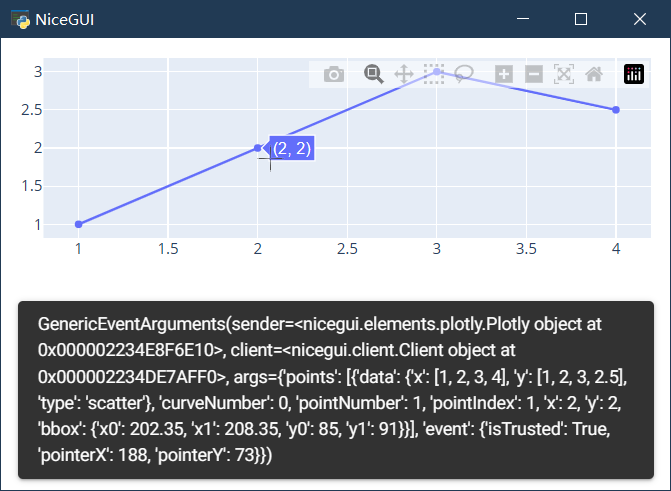 NiceGUI
3
2.5
2
(2, 2)
1.5
1
1 1.5 2 2.5 3 3.5 4
GenericEventArguments(sender=<nicegui.elements.plotly.Plotly object at
0x000002234E8F6E10>, client=<nicegui.client.Client object at
0x000002234DE7AFF0>, args={'points': [{'data': {'x': [1, 2, 3, 4], 'y': [1, 2, 3, 2.5],
'type': 'scatter'}, 'curveNumber': 0, 'pointNumber': 1, 'pointIndex': 1, 'x': 2, 'y': 2,
'bbox': {'x0': 202.35, 'x1': 208.35, 'y0': 85, 'y1': 91}}], 'event': {'isTrusted': True,
'pointerX': 188, 'pointerY': 73}})